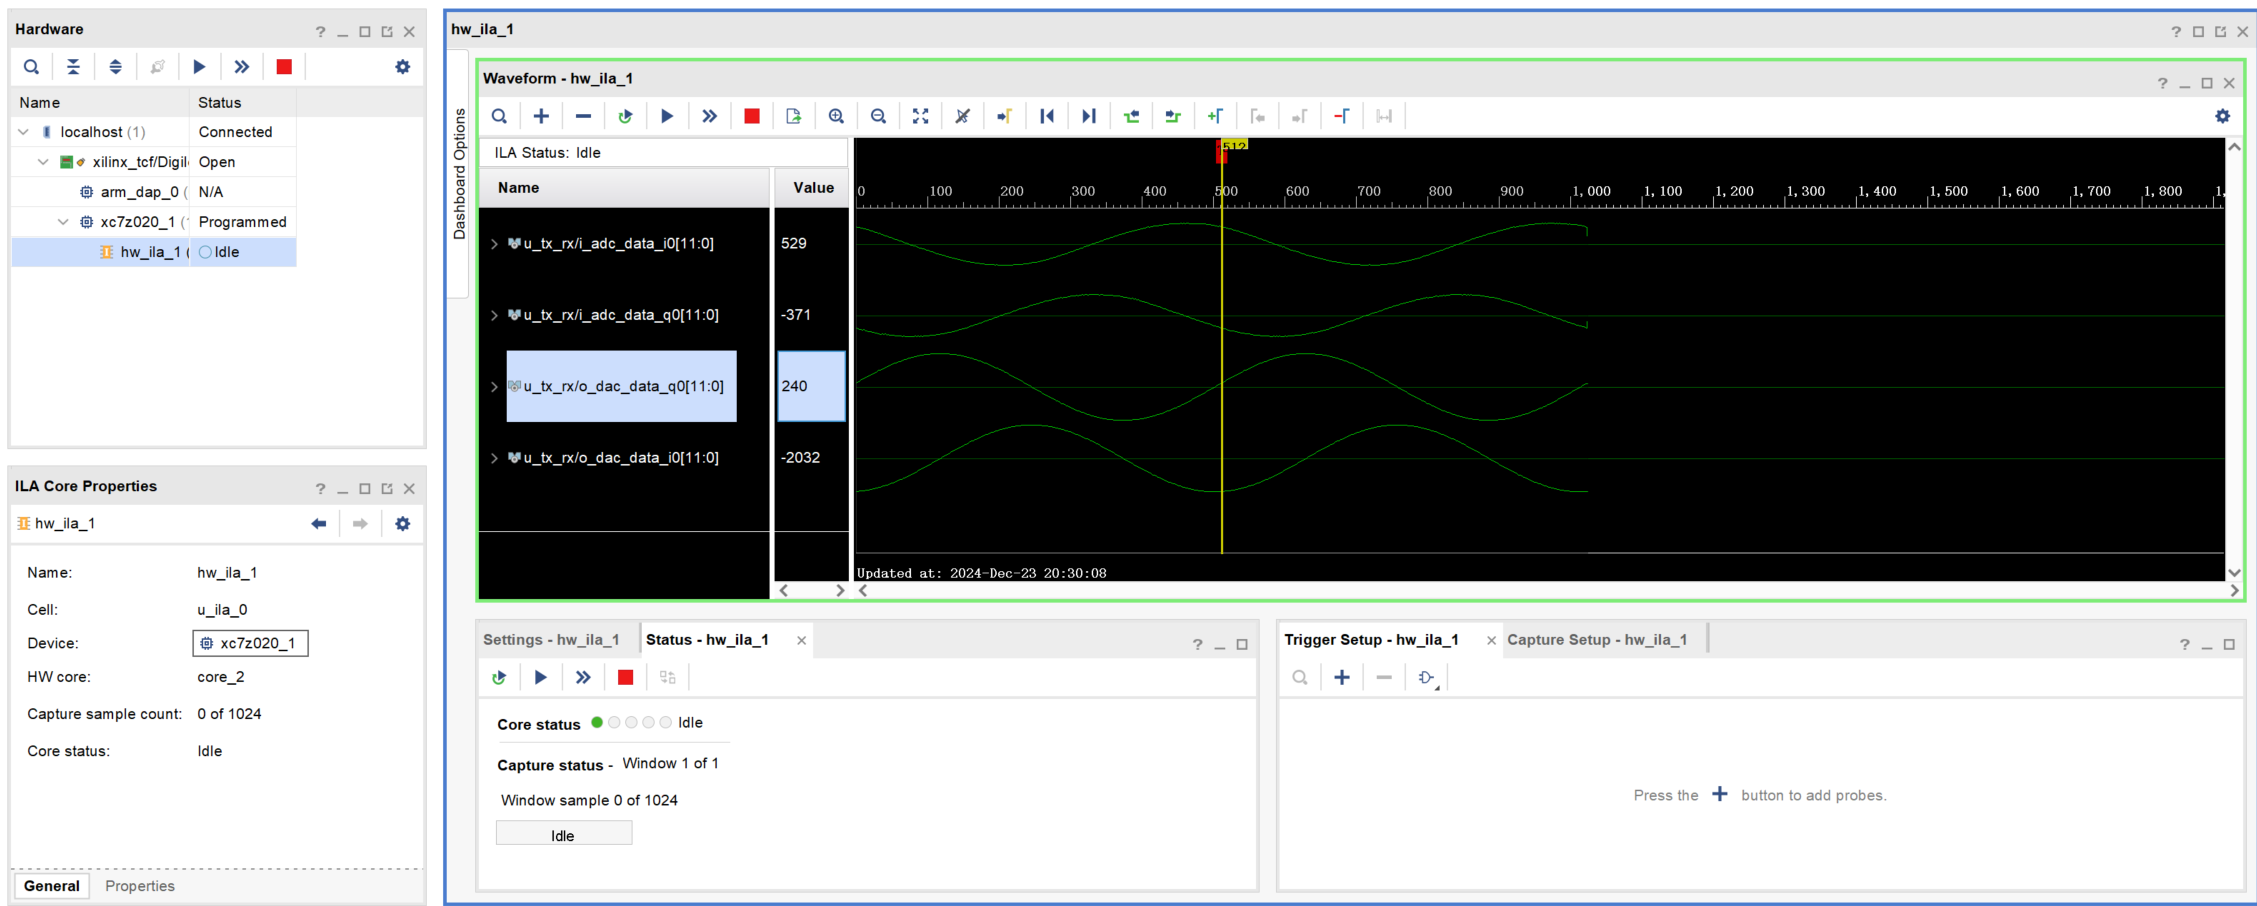 Hardware
Name Status
localhost (1) Connected
xilinx_tcf/Digil Open
arm_dap_0 ( N/A
xc7z020_1 ( Programmed
hw_ila_1 ( Idle
ILA Core Properties
hw_ila_1
Name: hw_ila_1
Cell: u_ila_0
Device: xc7z020_1
HW core: core_2
Capture sample count: 0 of 1024
Core status: Idle
General Properties
hw_ila_1
Dashboard Options
Waveform - hw_ila_1
ILA Status: Idle
Name Value
512
0 100 200 300 400 500 600 700 800 900 1,000 1,100 1,200 1,300 1,400 1,500 1,600 1,700 1,800 1,
u_tx_rx/i_adc_data_i0[11:0] 529
u_tx_rx/i_adc_data_q0[11:0] -371
u_tx_rx/o_dac_data_q0[11:0] 240
u_tx_rx/o_dac_data_i0[11:0] -2032
Updated at: 2024-Dec-23 20:30:08
Settings - hw_ila_1 Status - hw_ila_1
Core status Idle
Capture status - Window 1 of 1
Window sample 0 of 1024
Idle
Trigger Setup - hw_ila_1 Capture Setup - hw_ila_1
Press the + button to add probes.